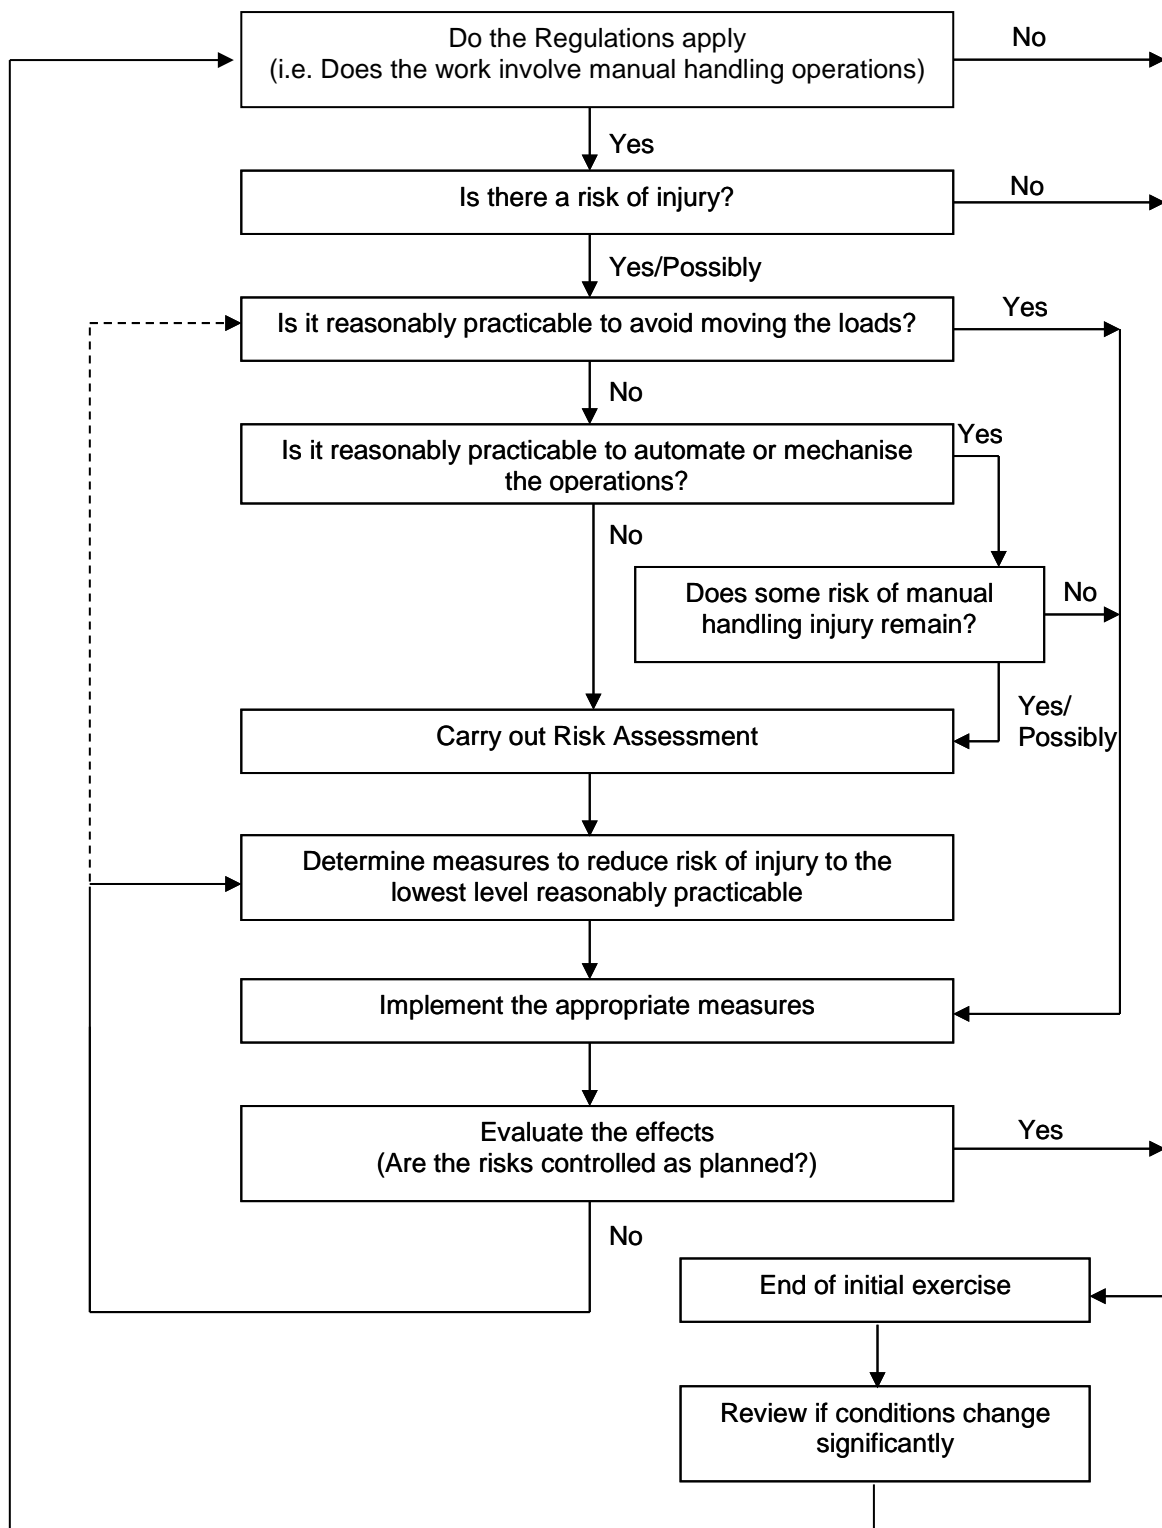 Do the Regulations apply
(i.e. Does the work involve manual handling operations)
No
Yes
Is there a risk of injury?
No
Yes/Possibly
Is it reasonably practicable to avoid moving the loads?
Yes
No
Is it reasonably practicable to automate or mechanise
the operations?
Yes
No
Does some risk of manual
handling injury remain?
No
Yes/
Possibly
Carry out Risk Assessment
Determine measures to reduce risk of injury to the
lowest level reasonably practicable
Implement the appropriate measures
Evaluate the effects
(Are the risks controlled as planned?)
Yes
No
End of initial exercise
Review if conditions change
significantly